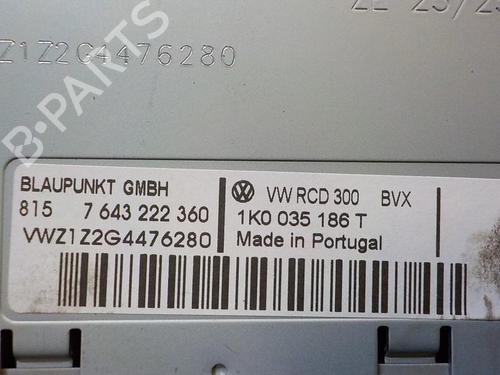 Z1Z2G4476280
B-PARTS
BLAUPUNKT GMBH
815 7 643 222 360
VWZ1Z2G4476280
VW RCD 300 BVX
1K0 035 186 T
Made in Portugal